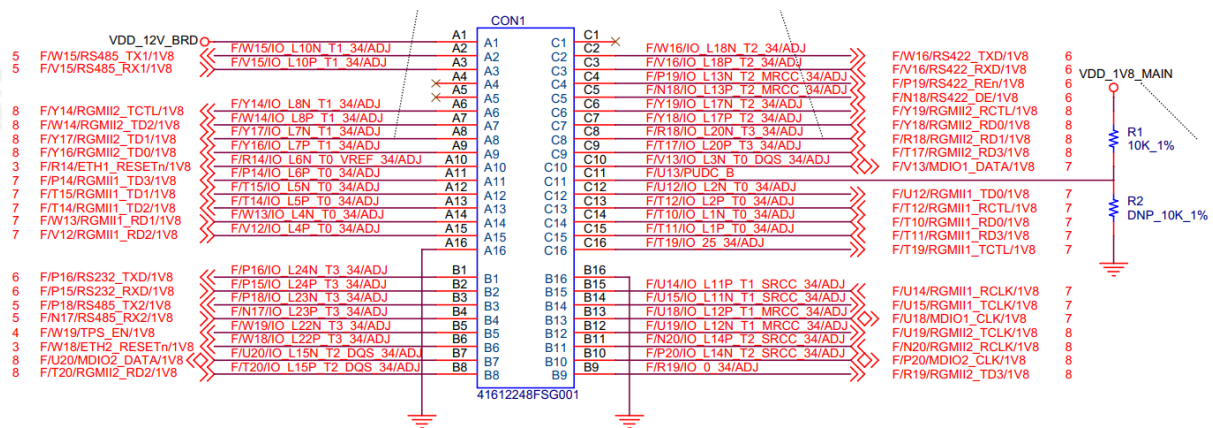 CON1
VDD_12V_BRD A1 A1 C1 C1
5 F/W15/RS485_TX1/1V8 F/W15/IO_L10N_T1_34/ADJ A2 A2 C2 C2 F/W16/IO_L18N_T2_34/ADJ F/W16/RS422_TXD/1V8 6
5 F/V15/RS485_RX1/1V8 F/V15/IO_L10P_T1_34/ADJ A3 A3 C3 C3 F/V16/IO_L18P_T2_34/ADJ F/V16/RS422_RXD/1V8 6
A4 A4 C4 C4 F/P19/IO_L13N_T2_MRCC_34/ADJ F/P19/RS422_REn/1V8 6
VDD_1V8_MAIN
A5 A5 C5 C5 F/N18/IO_L13P_T2_MRCC_34/ADJ F/N18/RS422_DE/1V8 6
8 F/Y14/RGMII2_TCTL/1V8 F/Y14/IO_L8N_T1_34/ADJ A6 A6 C6 C6 F/Y19/IO_L17N_T2_34/ADJ F/Y19/RGMII2_RCTL/1V8 8
8 F/W14/RGMII2_TD2/1V8 F/W14/IO_L8P_T1_34/ADJ A7 A7 C7 C7 F/Y18/IO_L17P_T2_34/ADJ F/Y18/RGMII2_RD0/1V8 8
8 F/Y17/RGMII2_TD1/1V8 F/Y17/IO_L7N_T1_34/ADJ A8 A8 C8 C8 F/R18/IO_L20N_T3_34/ADJ F/R18/RGMII2_RD1/1V8 8
R1
10K_1%
8 F/Y16/RGMII2_TD0/1V8 F/Y16/IO_L7P_T1_34/ADJ A9 A9 C9 C9 F/T17/IO_L20P_T3_34/ADJ F/T17/RGMII2_RD3/1V8 8
3 F/R14/ETH1_RESETn/1V8 F/R14/IO_L6N_T0_VREF_34/ADJ A10 A10 C10 C10 F/V13/IO_L3N_T0_DQS_34/ADJ F/V13/MDIO1_DATA/1V8 7
7 F/P14/RGMII1_TD3/1V8 F/P14/IO_L6P_T0_34/ADJ A11 A11 C11 C11 F/U13/PUDC_B
7 F/T15/RGMII1_TD1/1V8 F/T15/IO_L5N_T0_34/ADJ A12 A12 C12 C12 F/U12/IO_L2N_T0_34/ADJ F/U12/RGMII1_TD0/1V8 7
7 F/T14/RGMII1_TD2/1V8 F/T14/IO_L5P_T0_34/ADJ A13 A13 C13 C13 F/T12/IO_L2P_T0_34/ADJ F/T12/RGMII1_RCTL/1V8 7
R2
DNP_10K_1%
7 F/W13/RGMII1_RD1/1V8 F/W13/IO_L4N_T0_34/ADJ A14 A14 C14 C14 F/T10/IO_L1N_T0_34/ADJ F/T10/RGMII1_RD0/1V8 7
7 F/V12/RGMII1_RD2/1V8 F/V12/IO_L4P_T0_34/ADJ A15 A15 C15 C15 F/T11/IO_L1P_T0_34/ADJ F/T11/RGMII1_RD3/1V8 7
A16 A16 C16 C16 F/T19/IO_25_34/ADJ F/T19/RGMII1_TCTL/1V8 7
6 F/P16/RS232_TXD/1V8 F/P16/IO_L24N_T3_34/ADJ B1 B1 B16 B16
6 F/P15/RS232_RXD/1V8 F/P15/IO_L24P_T3_34/ADJ B2 B2 B15 B15 F/U14/IO_L11P_T1_SRCC_34/ADJ F/U14/RGMII1_RCLK/1V8 7
5 F/P18/RS485_TX2/1V8 F/P18/IO_L23N_T3_34/ADJ B3 B3 B14 B14 F/U15/IO_L11N_T1_SRCC_34/ADJ F/U15/RGMII1_TCLK/1V8 7
5 F/N17/RS485_RX2/1V8 F/N17/IO_L23P_T3_34/ADJ B4 B4 B13 B13 F/U18/IO_L12P_T1_MRCC_34/ADJ F/U18/MDIO1_CLK/1V8 7
4 F/W19/TPS_EN/1V8 F/W19/IO_L22N_T3_34/ADJ B5 B5 B12 B12 F/U19/IO_L12N_T1_MRCC_34/ADJ F/U19/RGMII2_TCLK/1V8 8
3 F/W18/ETH2_RESETn/1V8 F/W18/IO_L22P_T3_34/ADJ B6 B6 B11 B11 F/N20/IO_L14P_T2_SRCC_34/ADJ F/N20/RGMII2_RCLK/1V8 8
8 F/U20/MDIO2_DATA/1V8 F/U20/IO_L15N_T2_DQS_34/ADJ B7 B7 B10 B10 F/P20/IO_L14N_T2_SRCC_34/ADJ F/P20/MDIO2_CLK/1V8 8
8 F/T20/RGMII2_RD2/1V8 F/T20/IO_L15P_T2_DQS_34/ADJ B8 B8 B9 B9 F/R19/IO_0_34/ADJ F/R19/RGMII2_TD3/1V8 8
41612248FSG001